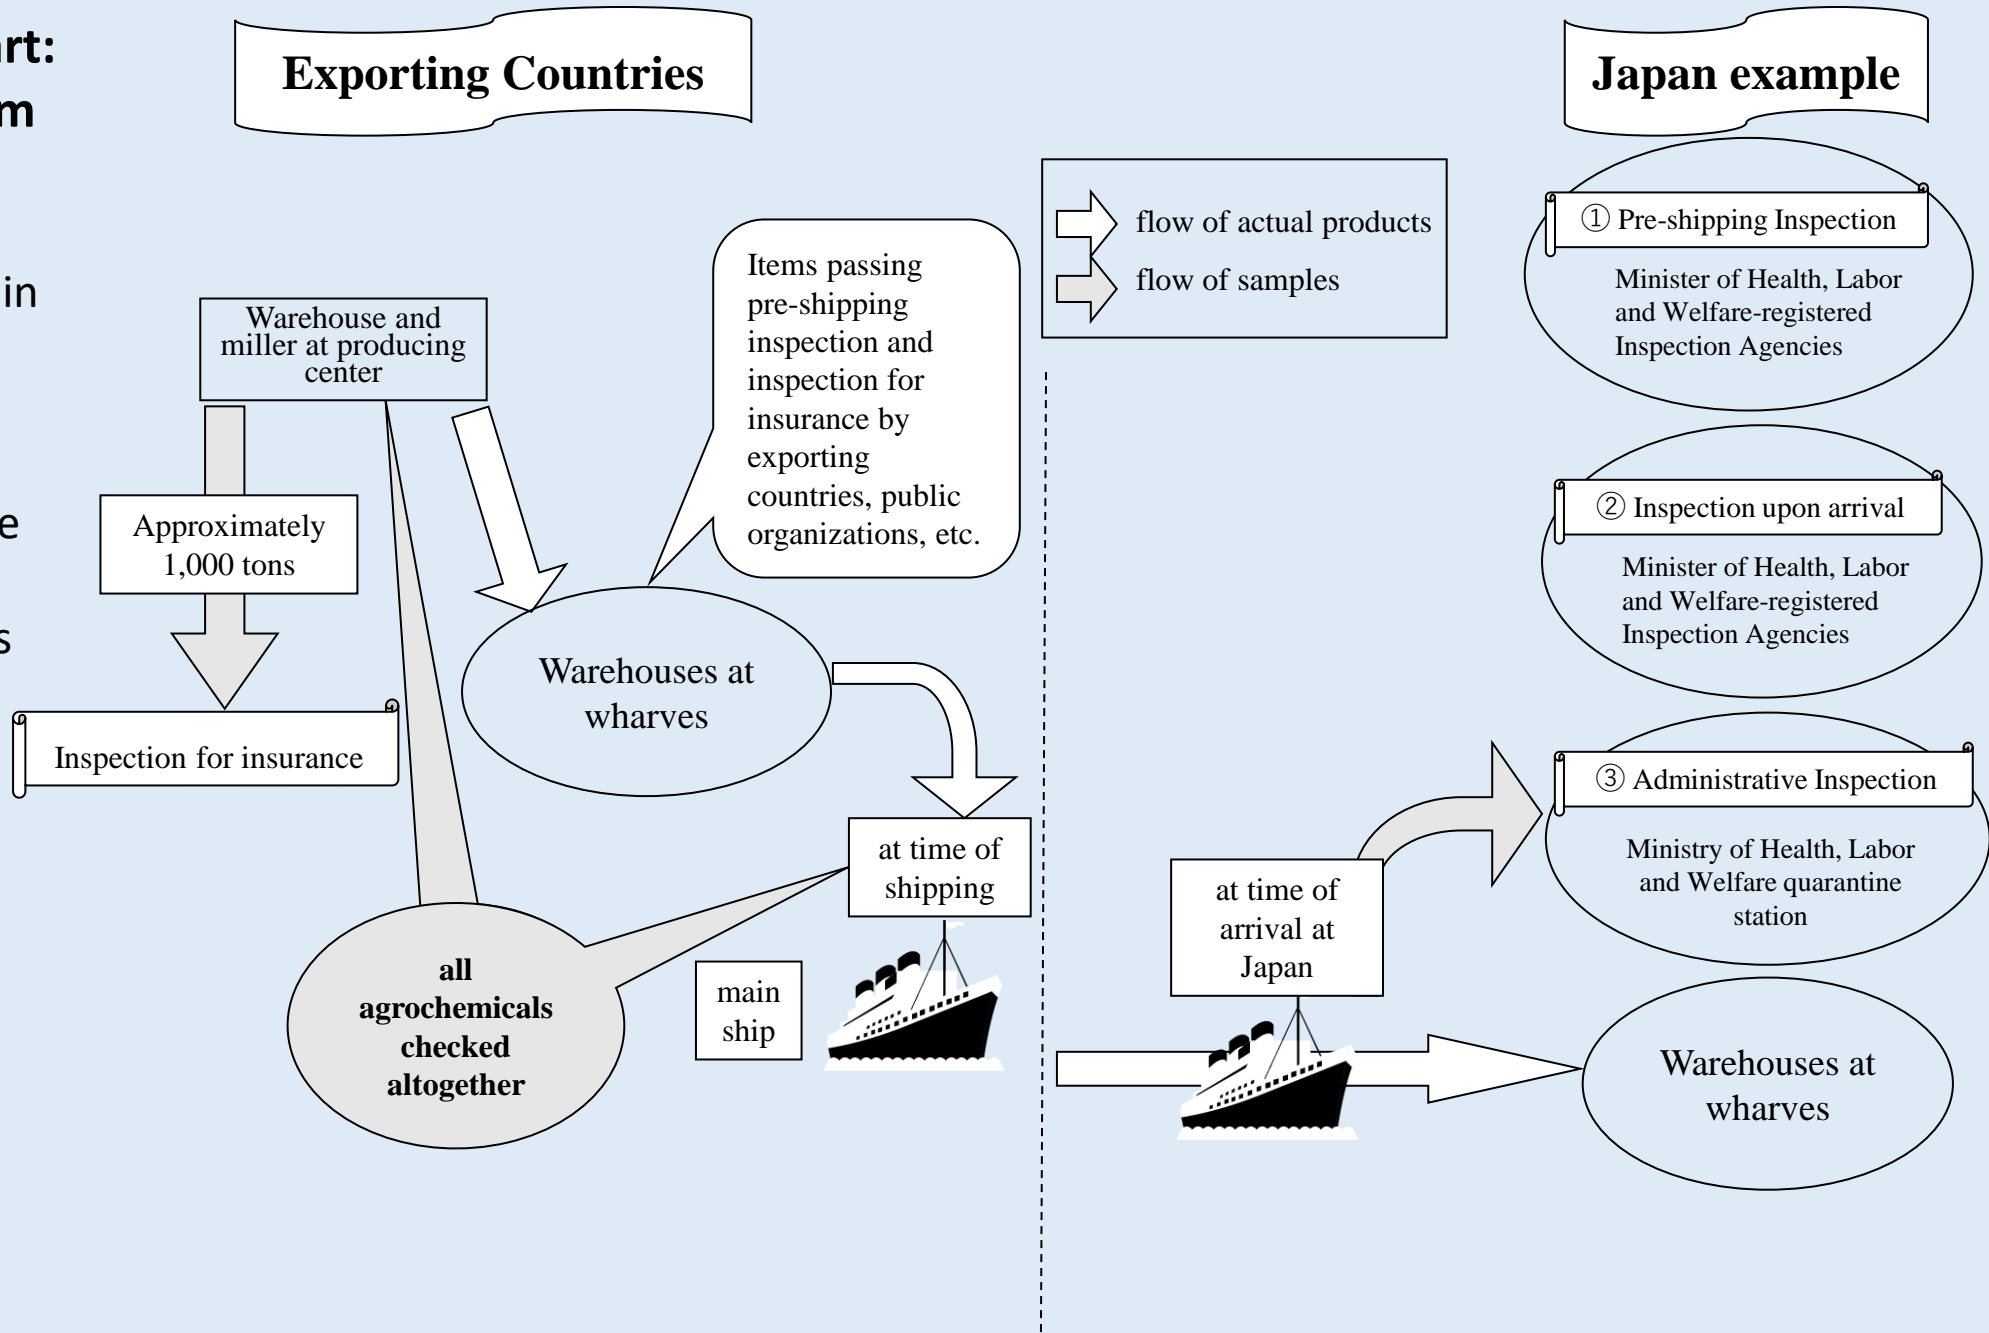 art:
m
in
e
s
Exporting Countries
Japan example
flow of actual products
flow of samples
Warehouse and
miller at producing
center
Items passing
pre-shipping
inspection and
inspection for
insurance by
exporting
countries, public
organizations, etc.
Approximately
1,000 tons
Inspection for insurance
Warehouses at
wharves
at time of
shipping
all
agrochemicals
checked
altogether
main
ship
① Pre-shipping Inspection
Minister of Health, Labor
and Welfare-registered
Inspection Agencies
② Inspection upon arrival
Minister of Health, Labor
and Welfare-registered
Inspection Agencies
③ Administrative Inspection
Ministry of Health, Labor
and Welfare quarantine
station
at time of
arrival at
Japan
Warehouses at
wharves